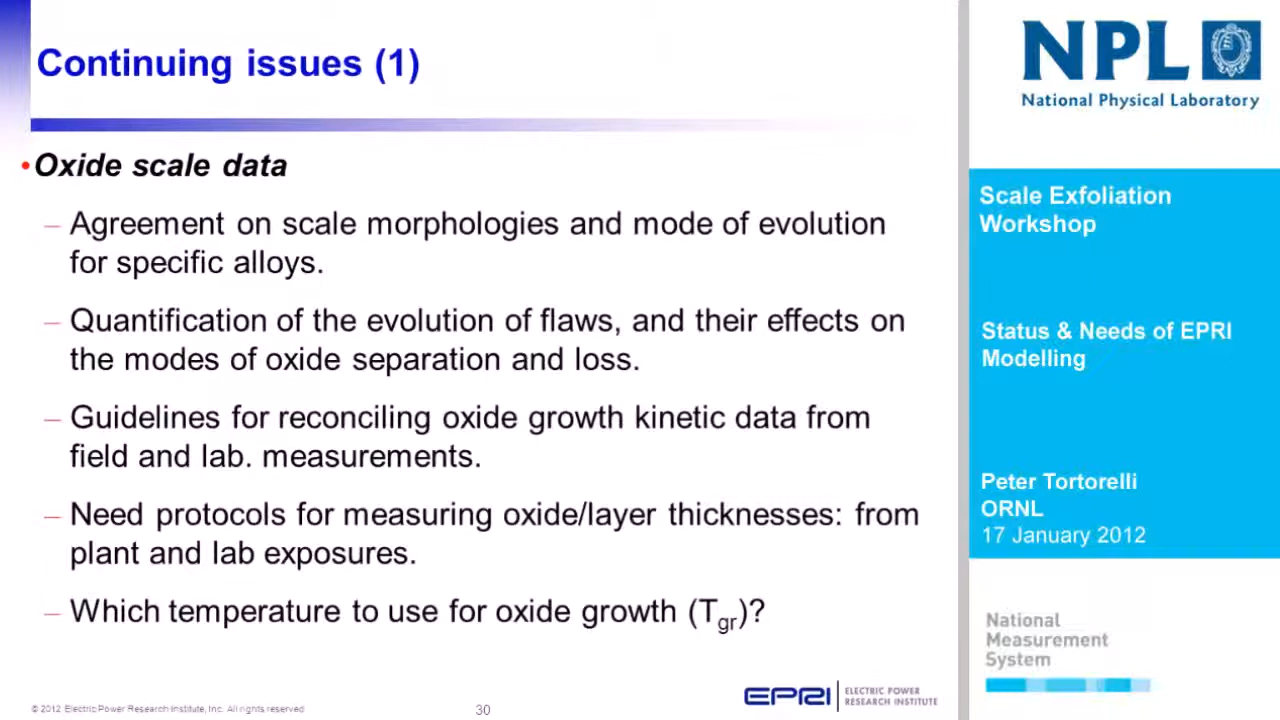 Continuing issues (1)
•Oxide scale data
– Agreement on scale morphologies and mode of evolution
for specific alloys.
– Quantification of the evolution of flaws, and their effects on
the modes of oxide separation and loss.
– Guidelines for reconciling oxide growth kinetic data from
field and lab. measurements.
– Need protocols for measuring oxide/layer thicknesses: from
plant and lab exposures.
– Which temperature to use for oxide growth (Tgr)?
© 2012 Electric Power Research Institute, Inc. All rights reserved
30
EPRI
ELECTRIC POWER
RESEARCH INSTITUTE
NPL
National Physical Laboratory
Scale Exfoliation
Workshop
Status & Needs of EPRI
Modelling
Peter Tortorelli
ORNL
17 January 2012
National
Measurement
System